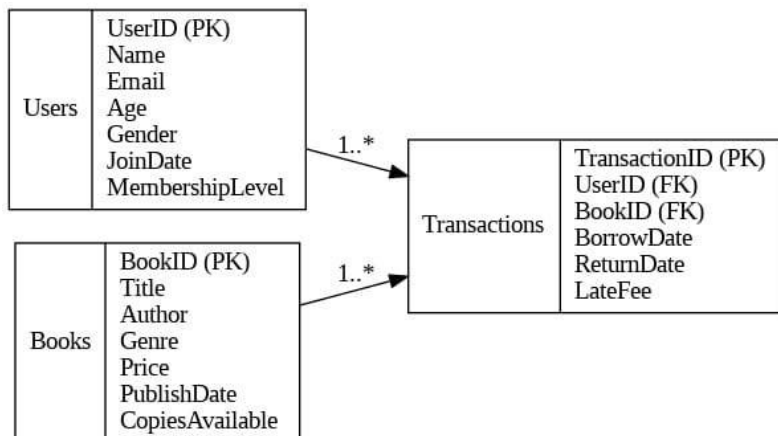 Users
UserID (PK)
Name
Email
Age
Gender
JoinDate
MembershipLevel
1..*
Books
BookID (PK)
Title
Author
Genre
Price
PublishDate
CopiesAvailable
1..*
Transactions
TransactionID (PK)
UserID (FK)
BookID (FK)
BorrowDate
ReturnDate
LateFee